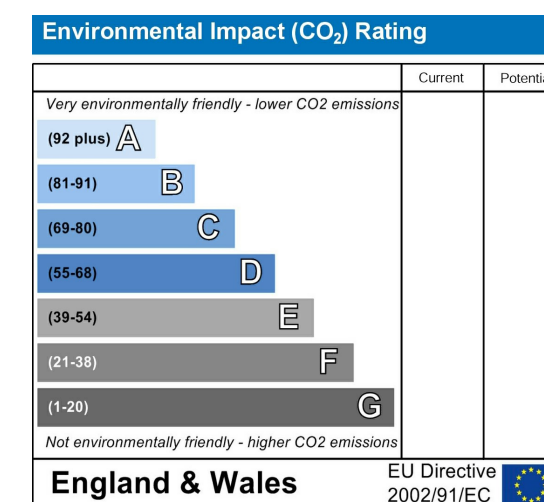 Environmental Impact (CO₂) Rating
Current Potentia
Very environmentally friendly - lower CO2 emissions
(92 plus) A
(81-91) B
(69-80) C
(55-68) D
(39-54) E
(21-38) F
(1-20) G
Not environmentally friendly - higher CO2 emissions
England & Wales
EU Directive
2002/91/EC